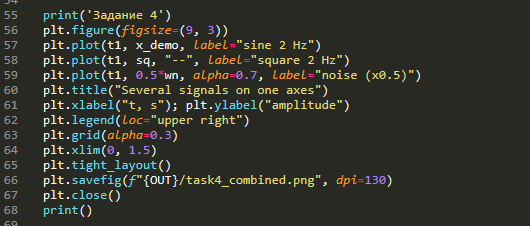 55 print('Задание 4')
56 plt.figure(figsize=(9, 3))
57 plt.plot(t1, x_demo, label="sine 2 Hz")
58 plt.plot(t1, sq, "--", label="square 2 Hz")
59 plt.plot(t1, 0.5*wn, alpha=0.7, label="noise (x0.5)")
60 plt.title("Several signals on one axes")
61 plt.xlabel("t, s"); plt.ylabel("amplitude")
62 plt.legend(loc="upper right")
63 plt.grid(alpha=0.3)
64 plt.xlim(0, 1.5)
65 plt.tight_layout()
66 plt.savefig(f"{OUT}/task4_combined.png", dpi=130)
67 plt.close()
68 print()